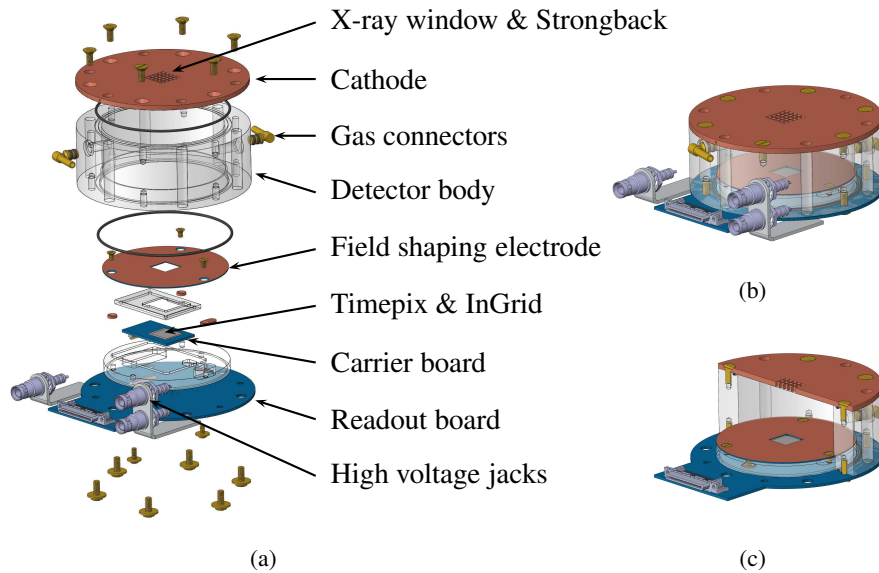 X-ray window & Strongback
Cathode
Gas connectors
Detector body
Field shaping electrode
Timepix & InGrid
Carrier board
Readout board
High voltage jacks
(a)
(b)
(c)